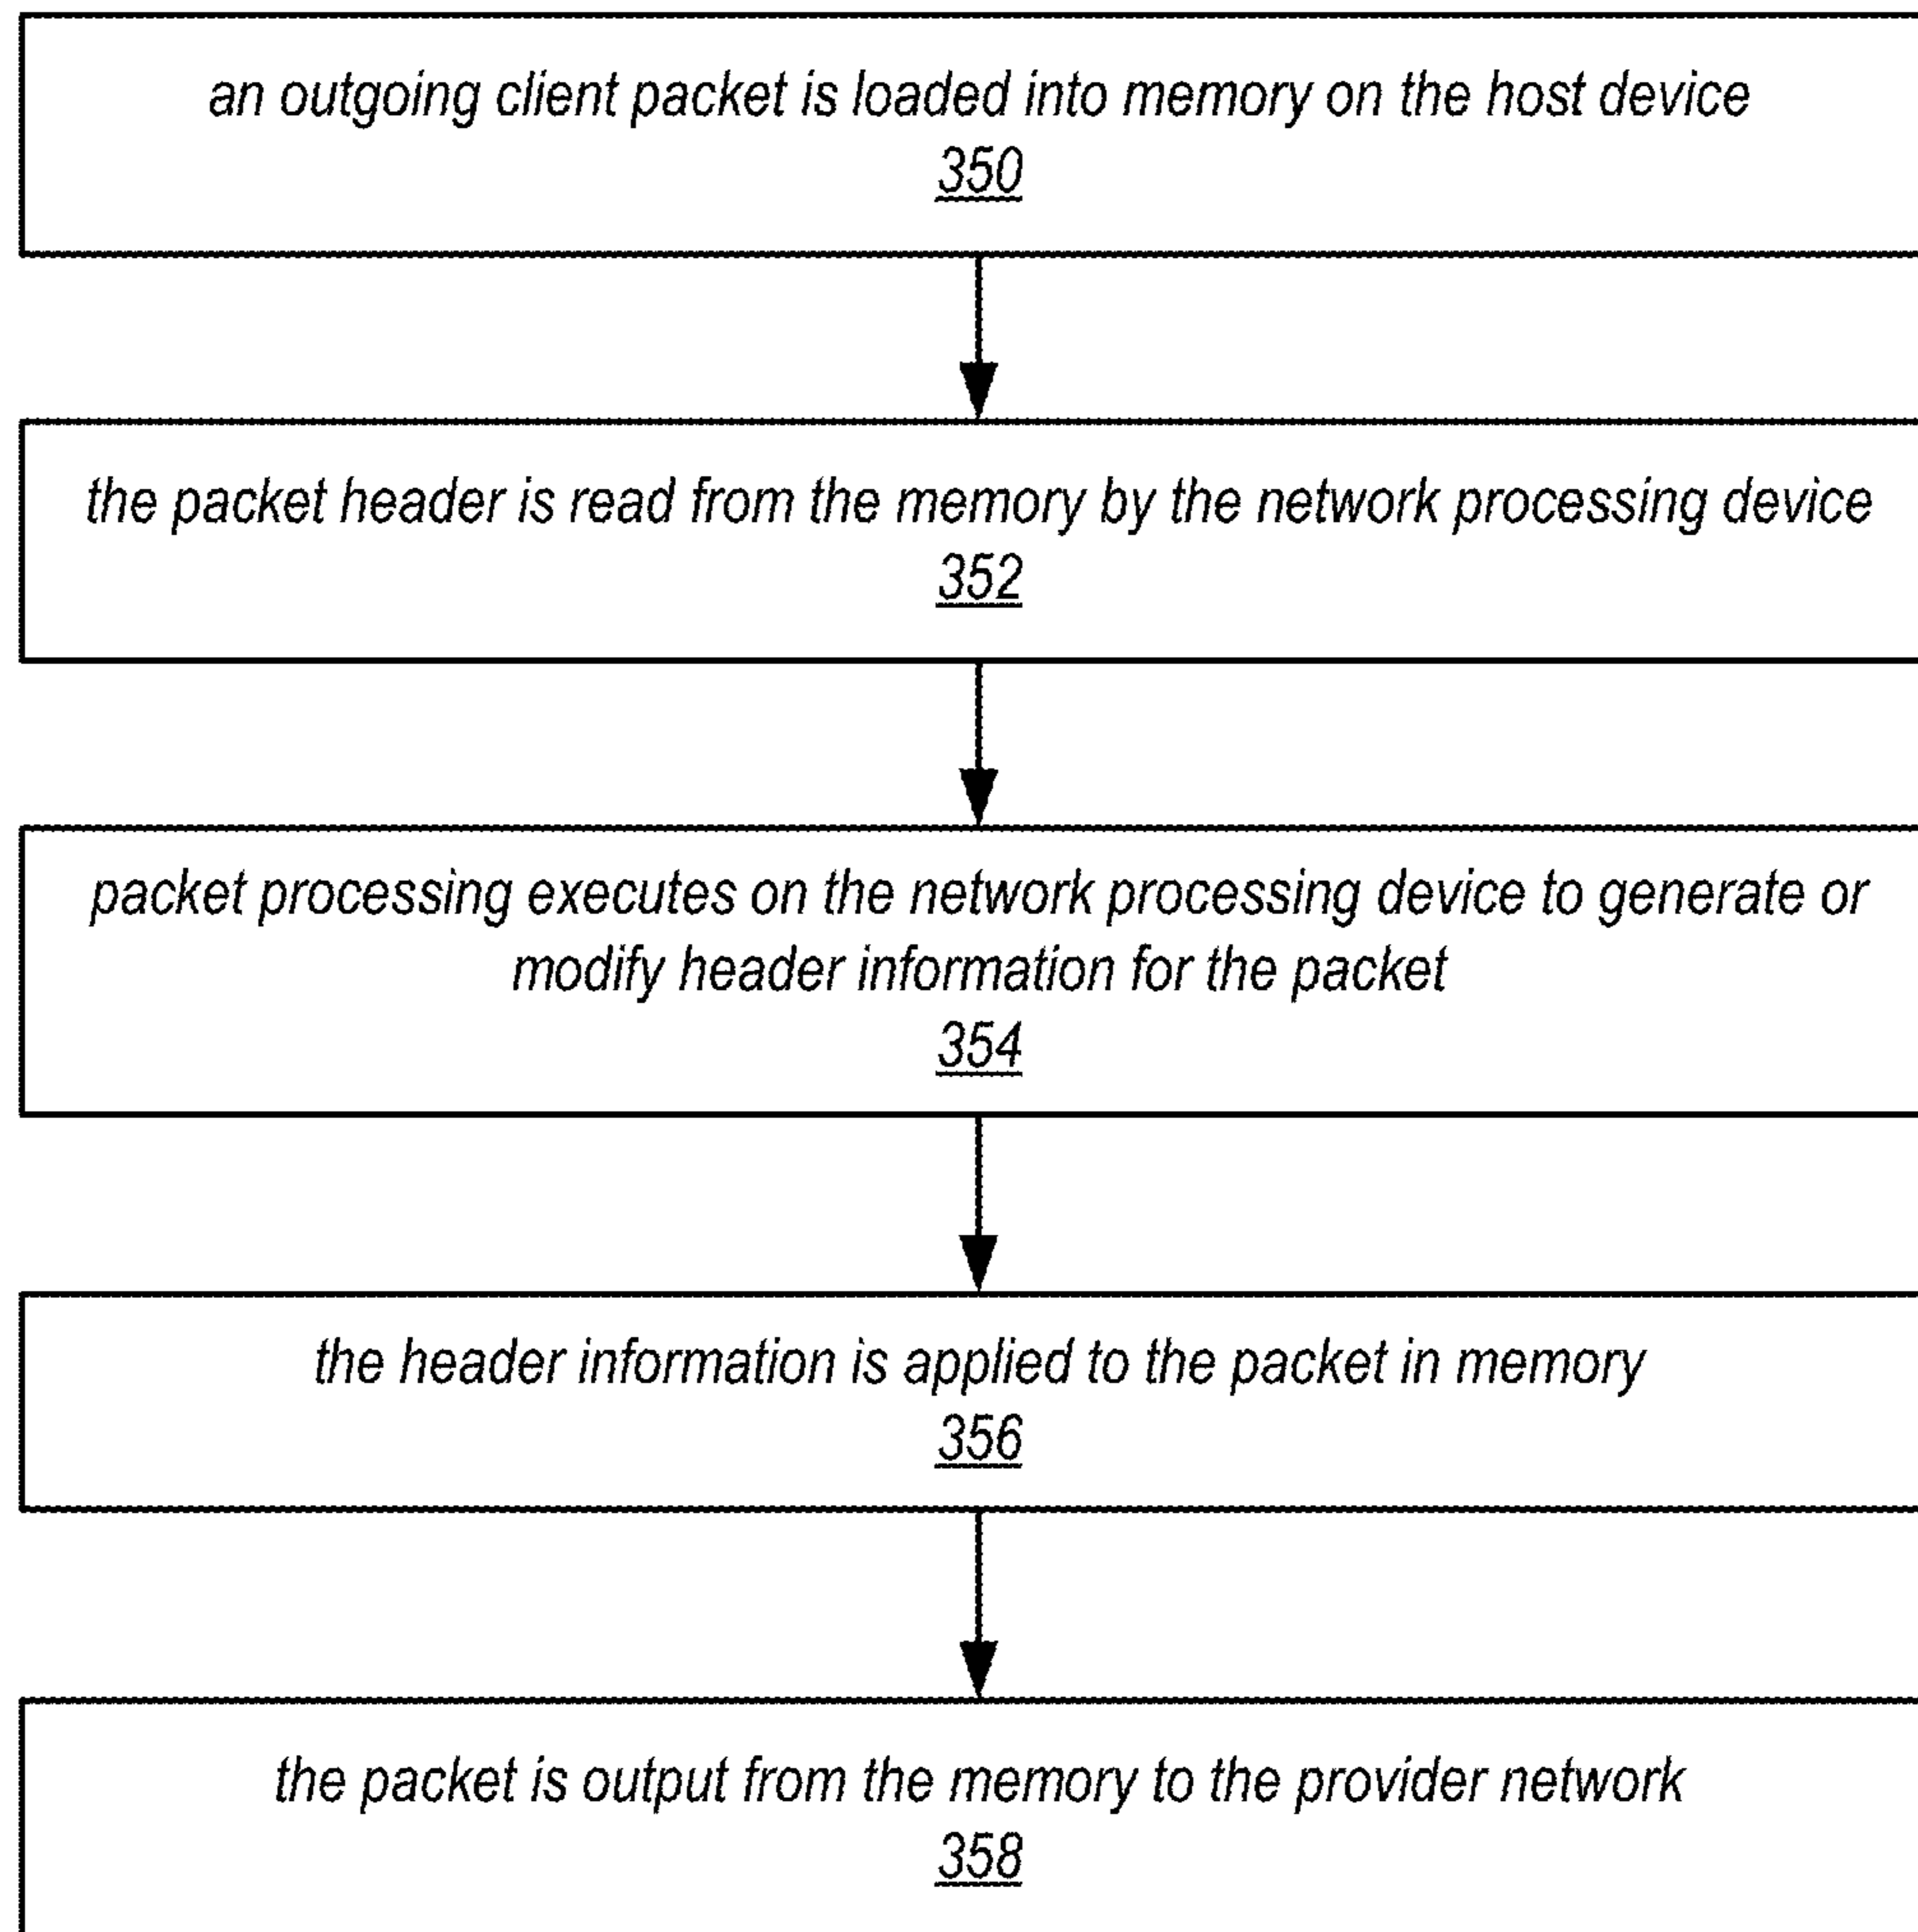 an outgoing client packet is loaded into memory on the host device
350
the packet header is read from the memory by the network processing device
352
packet processing executes on the network processing device to generate or
modify header information for the packet
354
the header information is applied to the packet in memory
356
the packet is output from the memory to the provider network
358